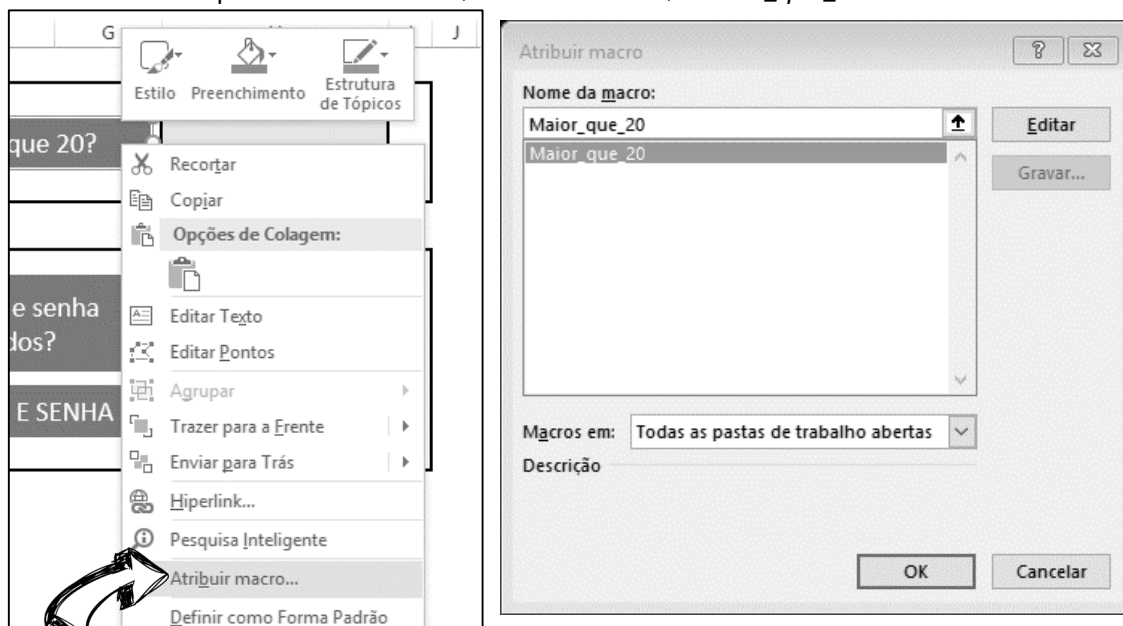 G
J
Estilo
Preenchimento
Estrutura
de Tópicos
que 20?
Recortar
Copiar
Opções de Colagem:
e senha
dos?
Editar Texto
Editar Pontos
Agrupar
E SENHA
Trazer para a Frente
Enviar para Trás
Hiperlink...
Pesquisa Inteligente
Atribuir macro...
Definir como Forma Padrão
Atribuir macro
Nome da macro:
Maior_que_20
Editar
Maior_que_20
Gravar...
Macros em: Todas as pastas de trabalho abertas
Descrição
OK
Cancelar